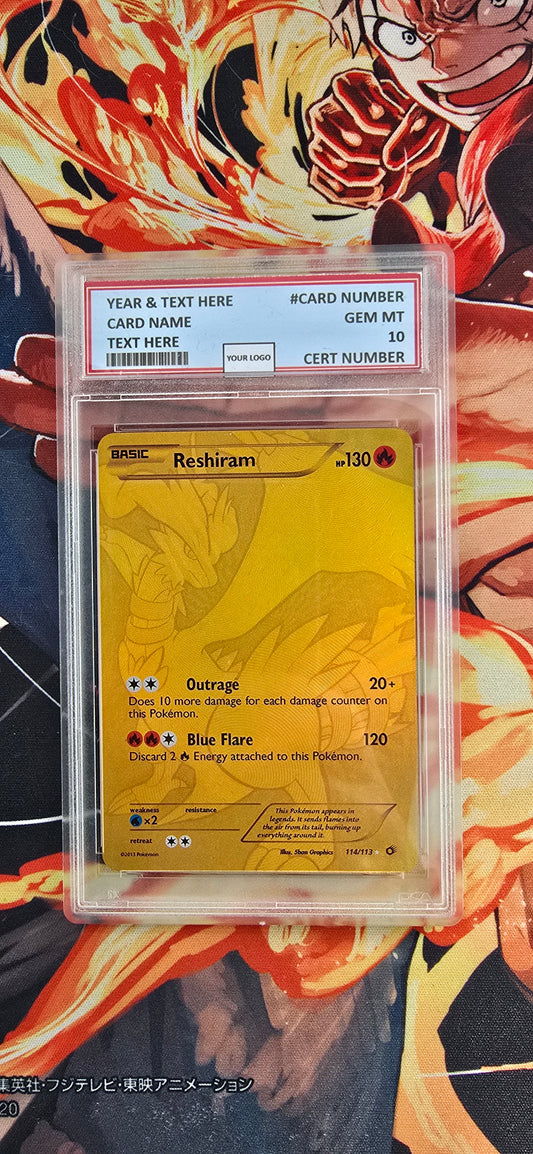 YEAR & TEXT HERE #CARD NUMBER
CARD NAME GEM MT
TEXT HERE 10
YOUR LOGO CERT NUMBER
BASIC Reshiram HP130
Outrage 20+
Does 10 more damage for each damage counter on
this Pokémon.
Blue Flare 120
Discard 2 Energy attached to this Pokémon.
weakness resistance
×2
retreat
This Pokémon appears in
legends. It sends flames into
the air from its tail, burning up
everything around it.
©2013 Pokémon Illus. 5ban Graphics 114/113
集英社・フジテレビ・東映アニメーション
20